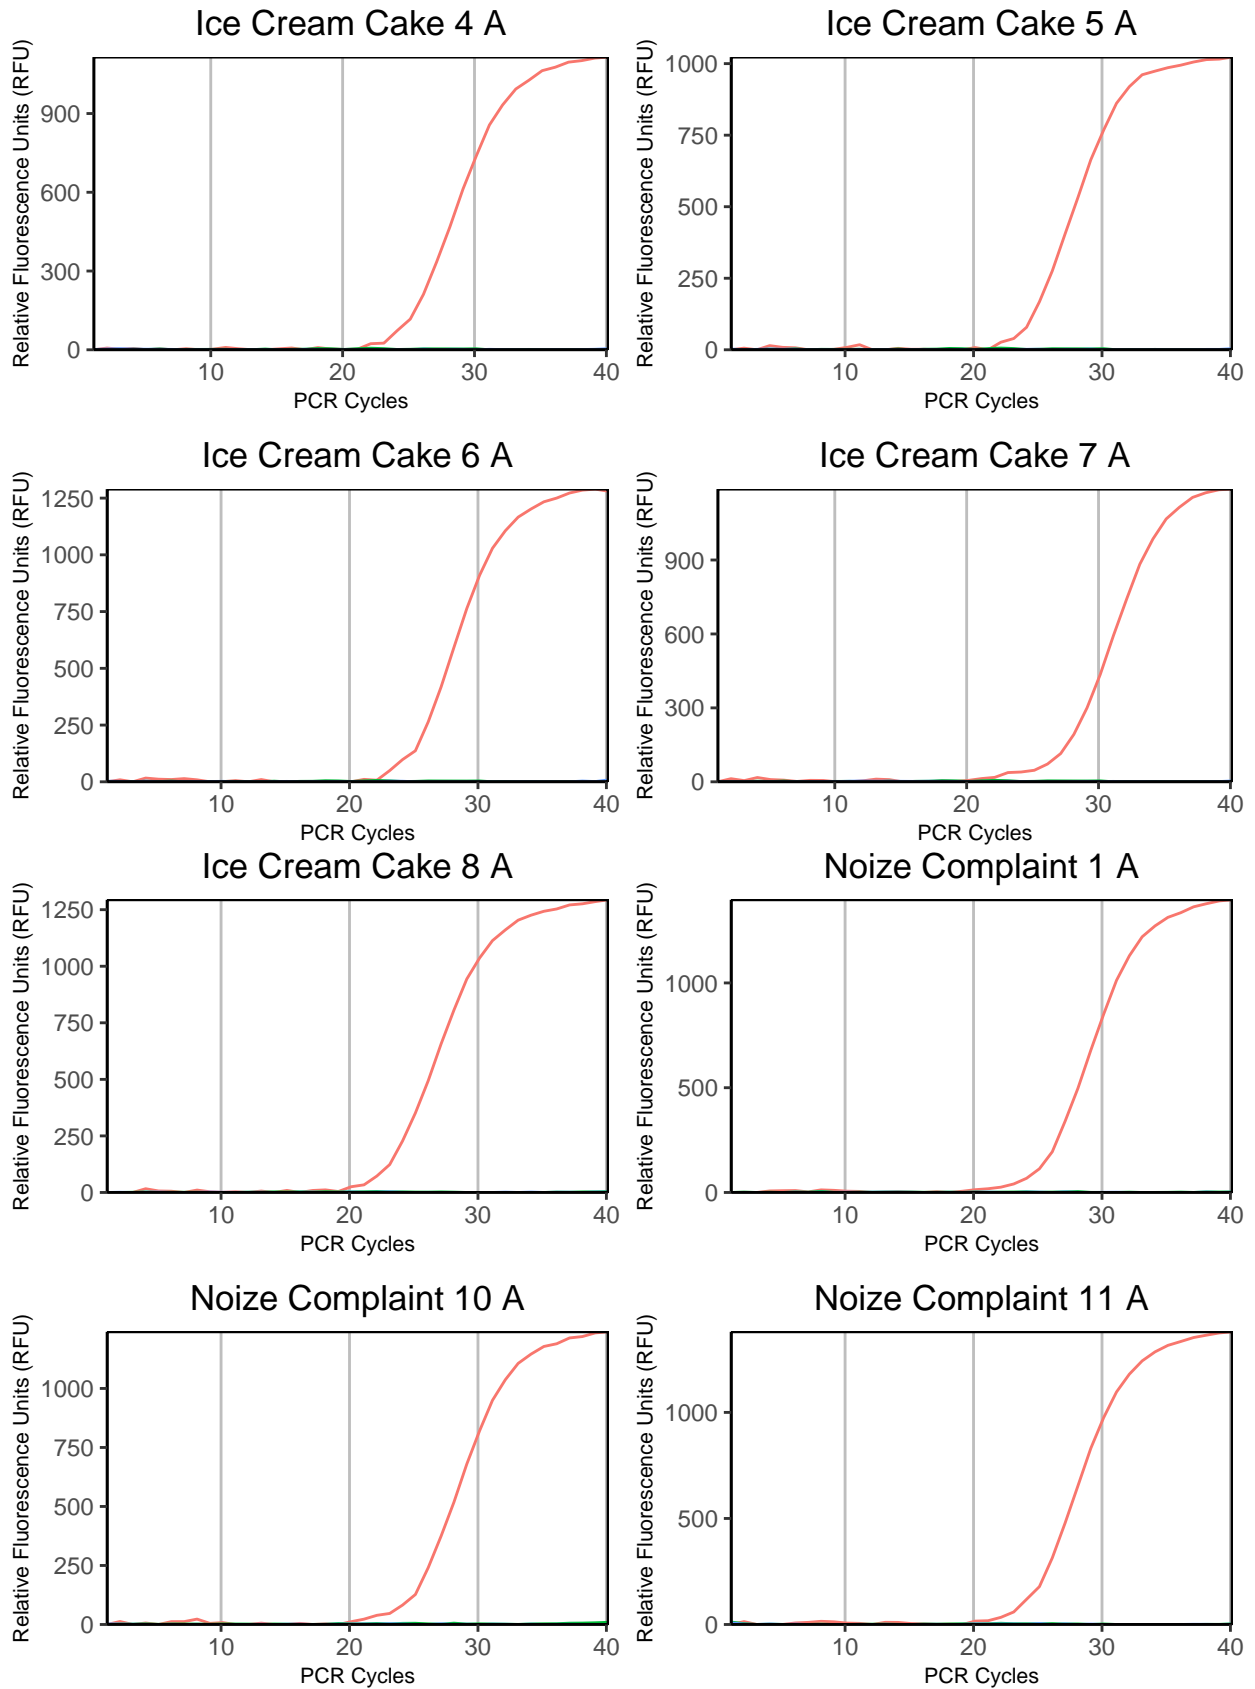 Ice Cream Cake 4 A
Relative Fluorescence Units (RFU)
900
600
300
0
10
20
30
40
PCR Cycles
Ice Cream Cake 5 A
Relative Fluorescence Units (RFU)
1000
750
500
250
0
10
20
30
40
PCR Cycles
Ice Cream Cake 6 A
Relative Fluorescence Units (RFU)
1250
1000
750
500
250
0
10
20
30
40
PCR Cycles
Ice Cream Cake 7 A
Relative Fluorescence Units (RFU)
900
600
300
0
10
20
30
40
PCR Cycles
Ice Cream Cake 8 A
Relative Fluorescence Units (RFU)
1250
1000
750
500
250
0
10
20
30
40
PCR Cycles
Noize Complaint 1 A
Relative Fluorescence Units (RFU)
1000
500
0
10
20
30
40
PCR Cycles
Noize Complaint 10 A
Relative Fluorescence Units (RFU)
1000
750
500
250
0
10
20
30
40
PCR Cycles
Noize Complaint 11 A
Relative Fluorescence Units (RFU)
1000
500
0
10
20
30
40
PCR Cycles